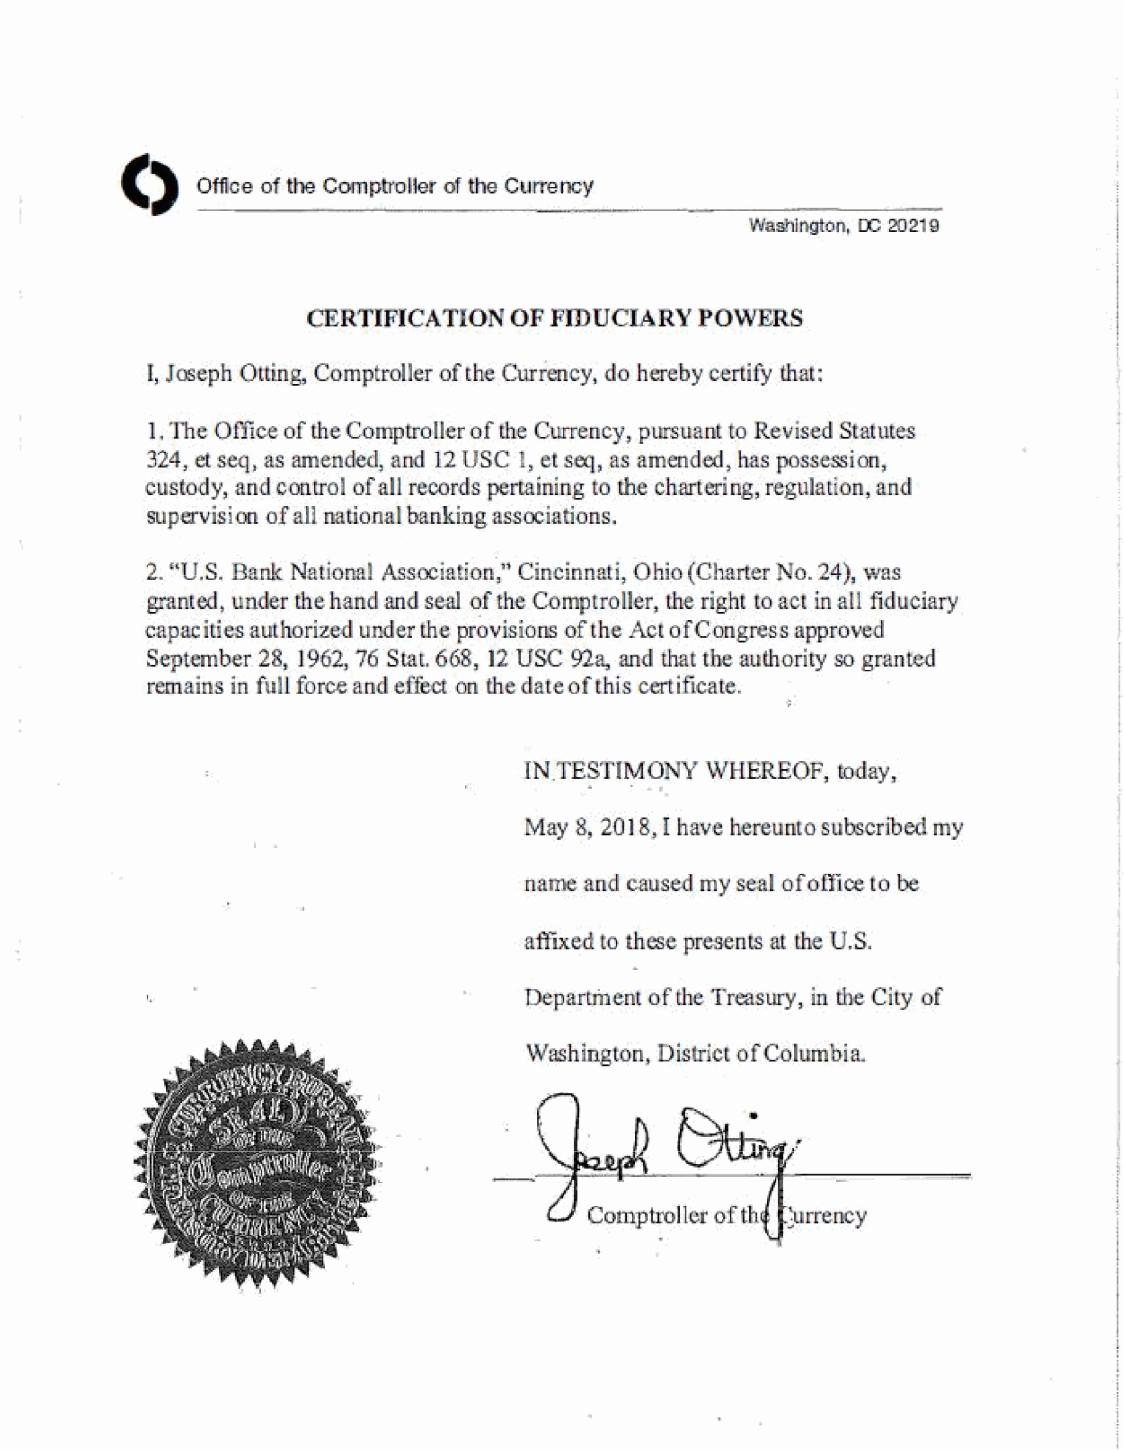 Office of the Comptroller of the Currency
Washington, DC 20219
CERTIFICATION OF FIDUCIARY POWERS
I, Joseph Otting, Comptroller of the Currency, do hereby certify that:
1. The Office of the Comptroller of the Currency, pursuant to Revised Statutes
324, et seq, as amended, and 12 USC 1, et seq, as amended, has possession,
custody, and control of all records pertaining to the chartering, regulation, and
supervision of all national banking associations.
2. “U.S. Bank National Association,” Cincinnati, Ohio (Charter No. 24), was
granted, under the hand and seal of the Comptroller, the right to act in all fiduciary
capacities authorized under the provisions of the Act of Congress approved
September 28, 1962, 76 Stat. 668, 12 USC 92a, and that the authority so granted
remains in full force and effect on the date of this certificate.
IN TESTIMONY WHEREOF, today,
May 8, 2018, I have hereunto subscribed my
name and caused my seal of office to be
affixed to these presents at the U.S.
Department of the Treasury, in the City of
Washington, District of Columbia.
Joseph Otting
Comptroller of the Currency
SEAL
OF THE
Comptroller
OF THE
CURRENCY